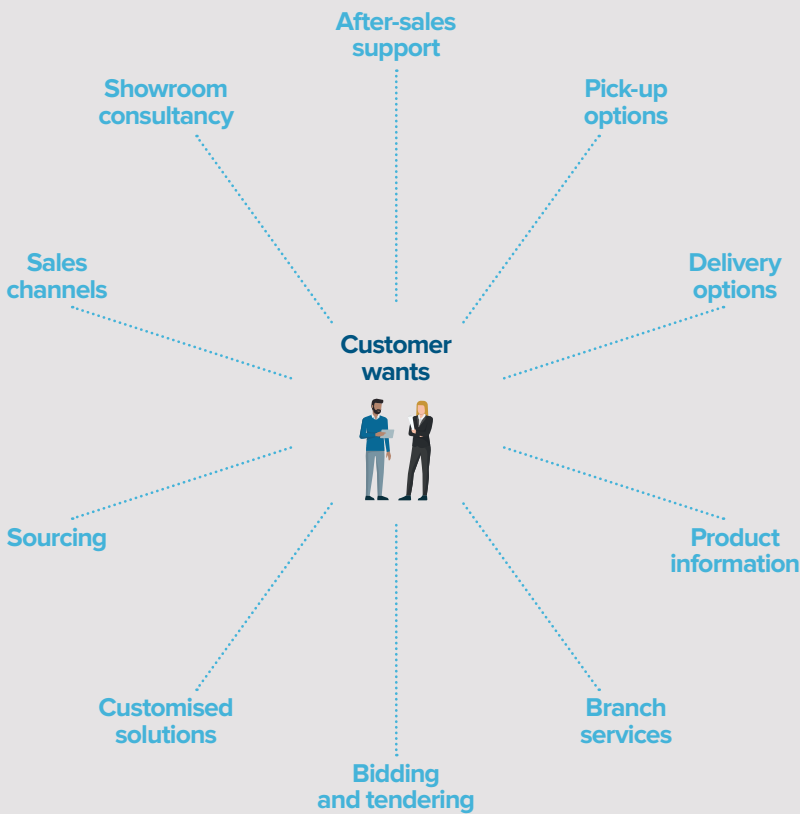 After-sales
support
Showroom
consultancy
Pick-up
options
Sales
channels
Delivery
options
Customer
wants
Sourcing
Product
information
Customised
solutions
Branch
services
Bidding
and tendering